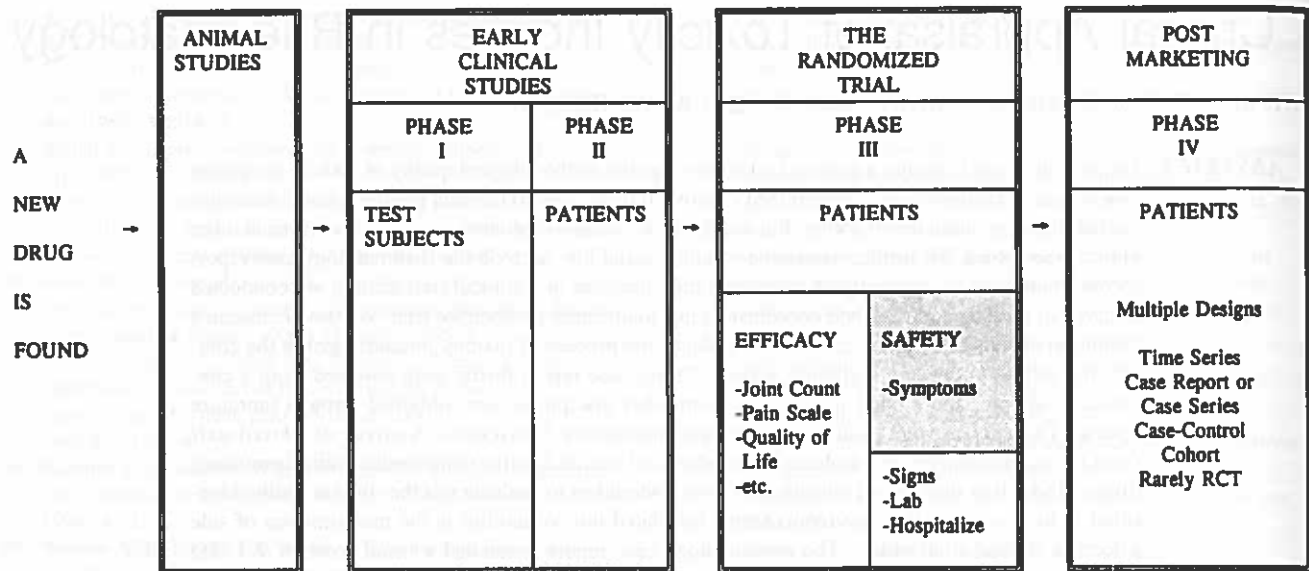 A
NEW
DRUG
IS
FOUND
ANIMAL
STUDIES
EARLY
CLINICAL
STUDIES
PHASE
I
PHASE
II
TEST
SUBJECTS
PATIENTS
THE
RANDOMIZED
TRIAL
PHASE
III
PATIENTS
EFFICACY
-Joint Count
-Pain Scale
-Quality of
Life
-etc.
SAFETY
-Symptoms
-Signs
-Lab
-Hospitalize
POST
MARKETING
PHASE
IV
PATIENTS
Multiple Designs
Time Series
Case Report or
Case Series
Case-Control
Cohort
Rarely RCT